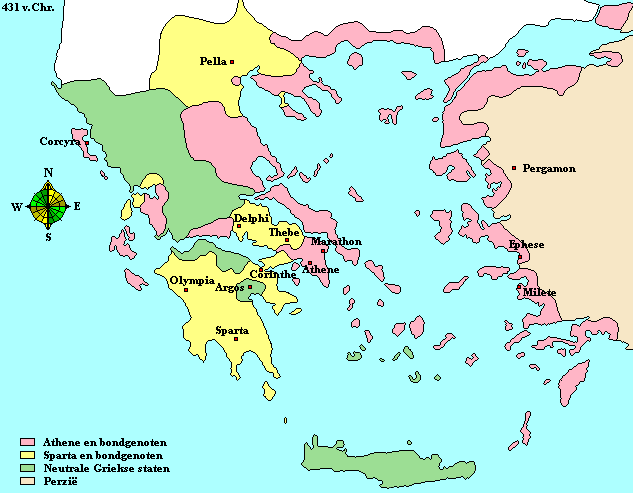 431 v.Chr.
Pella
Corcyra
Pergamon
N
W E
S
Delphi
Thebe
Marathon
Ephese
Athene
Corinthe
Olympia
Argos
Milete
Sparta
Athene en bondgenoten
Sparta en bondgenoten
Neutrale Griekse staten
Perzië